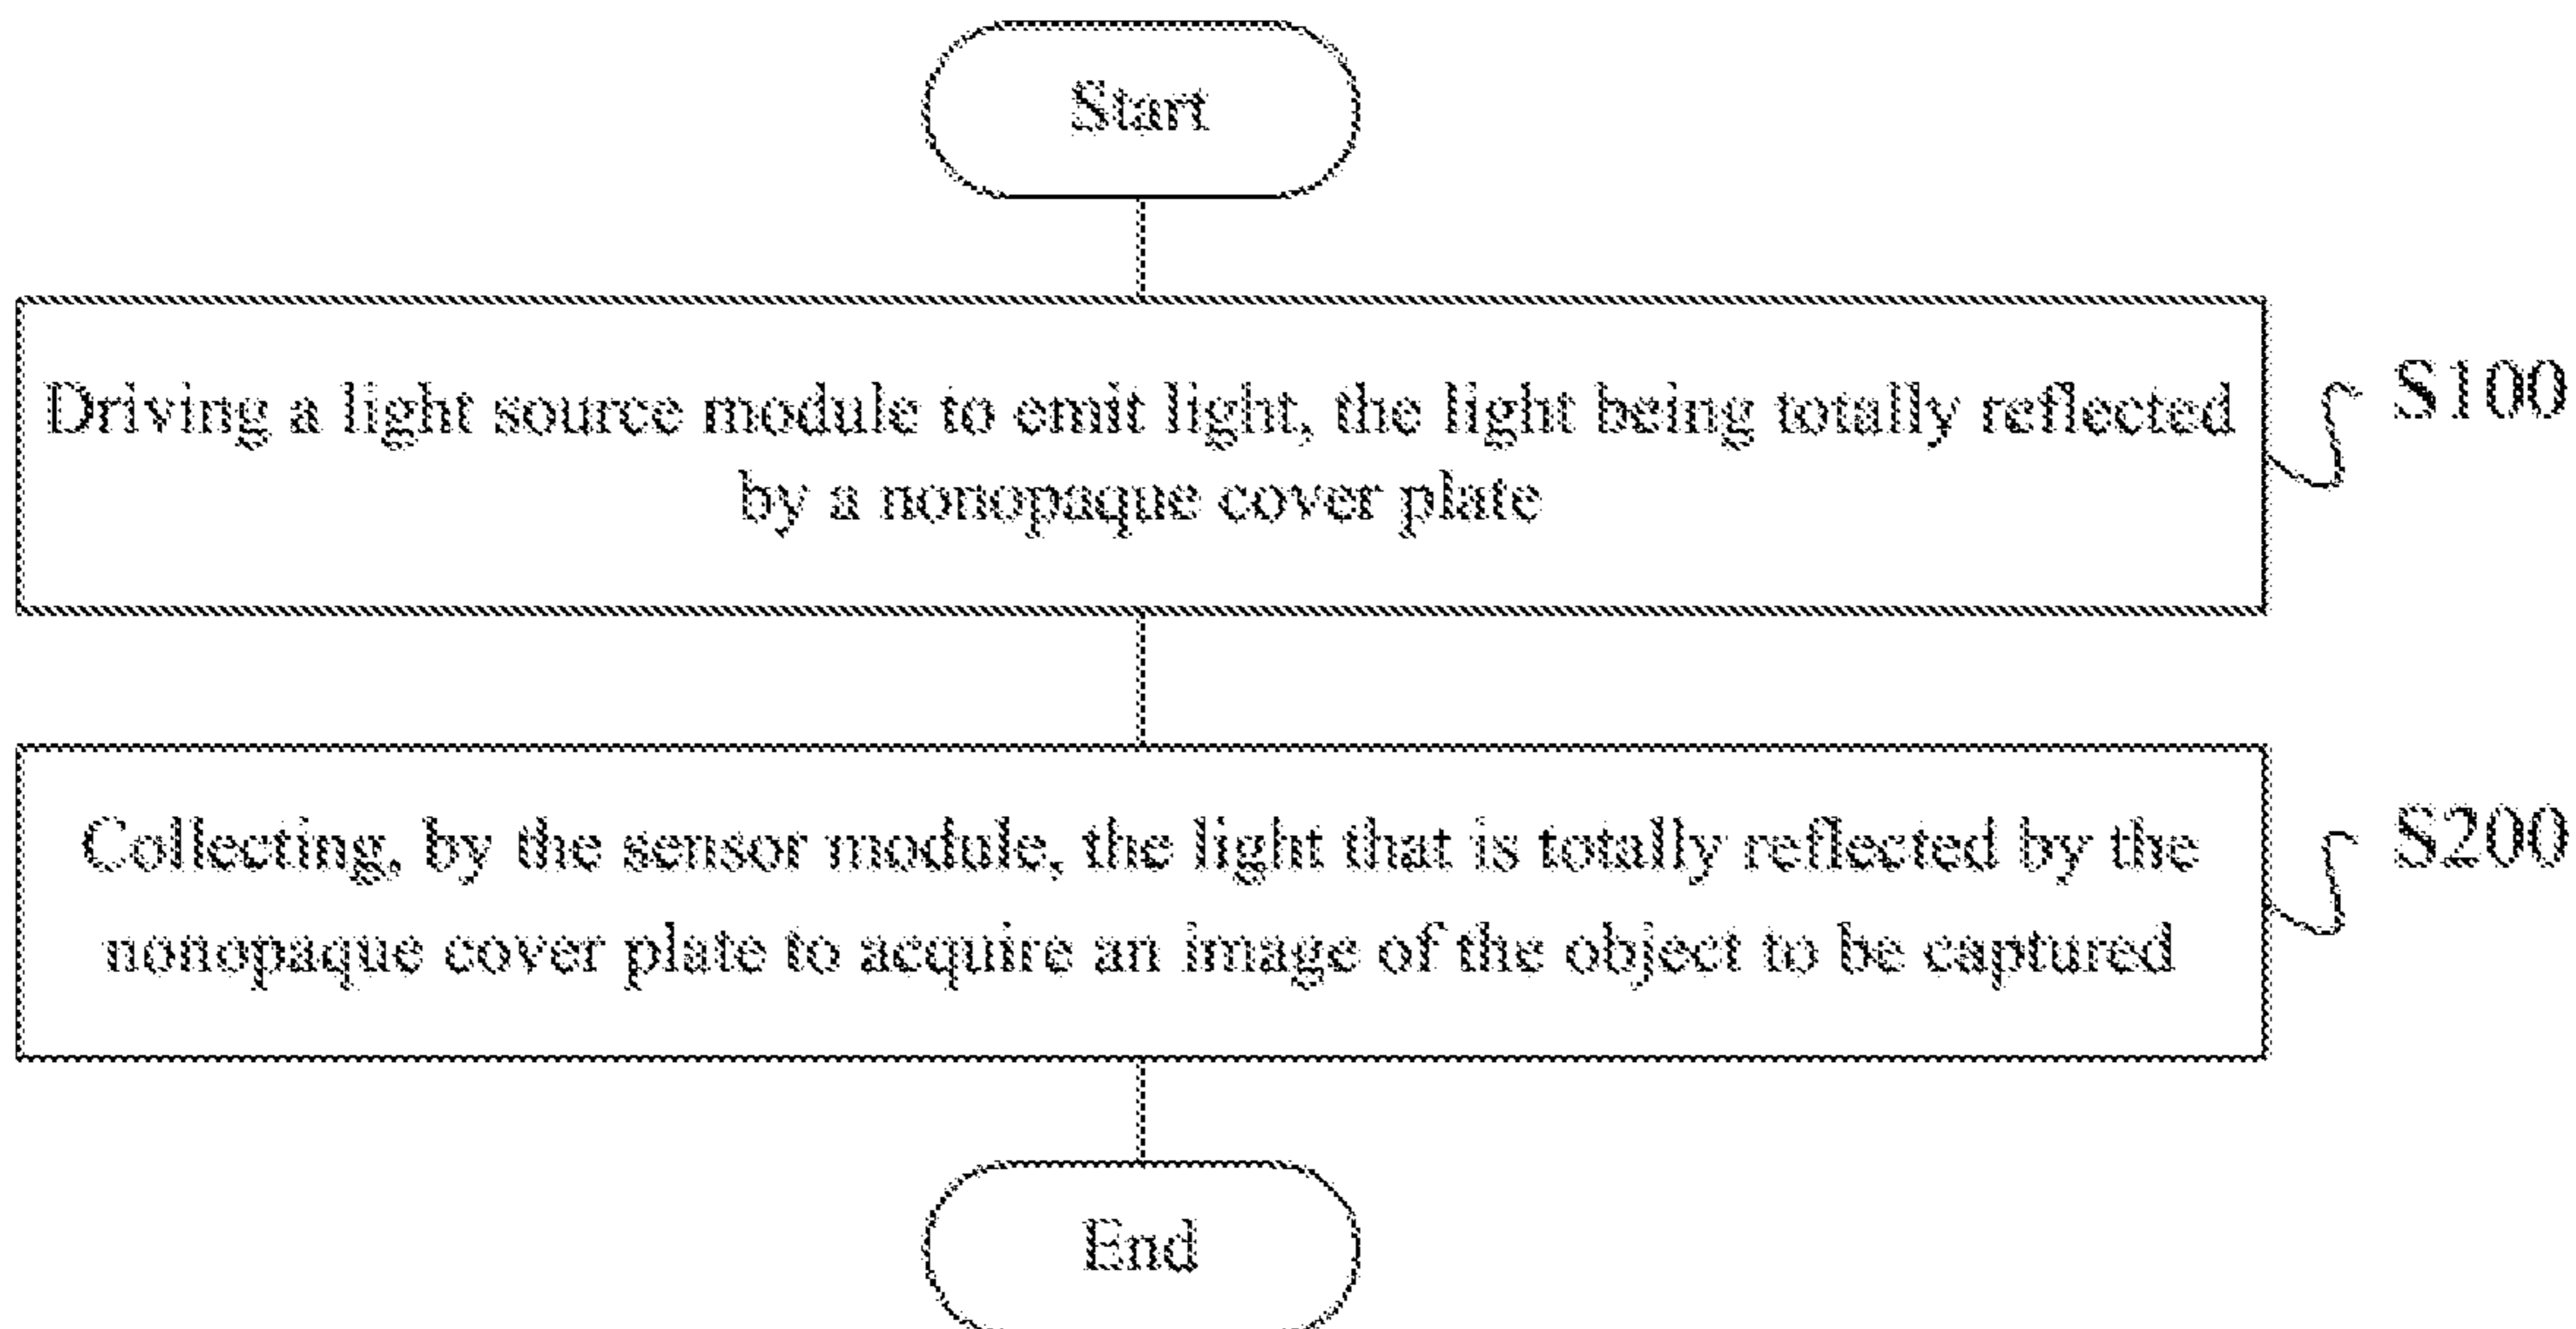 Start
Driving a light source module to emit light, the light being totally reflected
by a nonopaque cover plate
S100
Collecting, by the sensor module, the light that is totally reflected by the
nonopaque cover plate to acquire an image of the object to be captured
S200
End